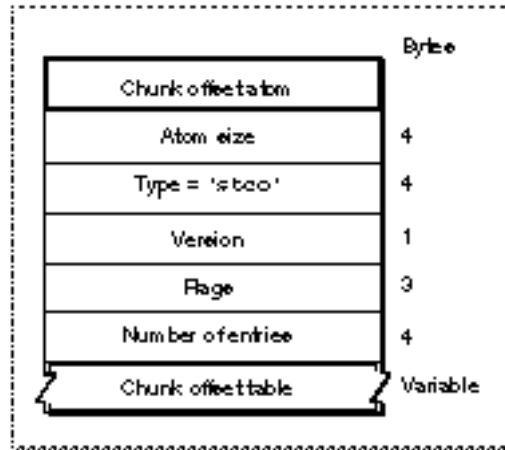 Bytes
Chunk offset atom
Atom size 4
Type = 'stco' 4
Version 1
Flags 3
Number of entries 4
Chunk offset table Variable